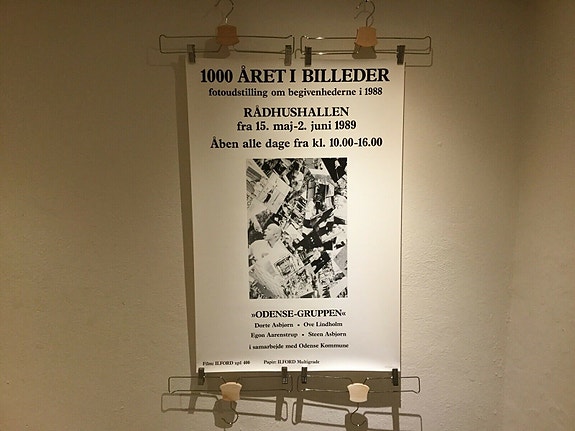 1000 ÅRET I BILLEDER
fotoudstilling om begivenhederne i 1988
RÅDHUSHALLEN
fra 15. maj-2. juni 1989
Åben alle dage fra kl. 10.00-16.00
»ODENSE-GRUPPEN«
Dorte Asbjørn • Ove Lindholm
Egon Aarenstrup • Steen Asbjørn
i samarbejde med Odense Kommune
Film: ILFORD xp1 400 Papir: ILFORD Multigrade